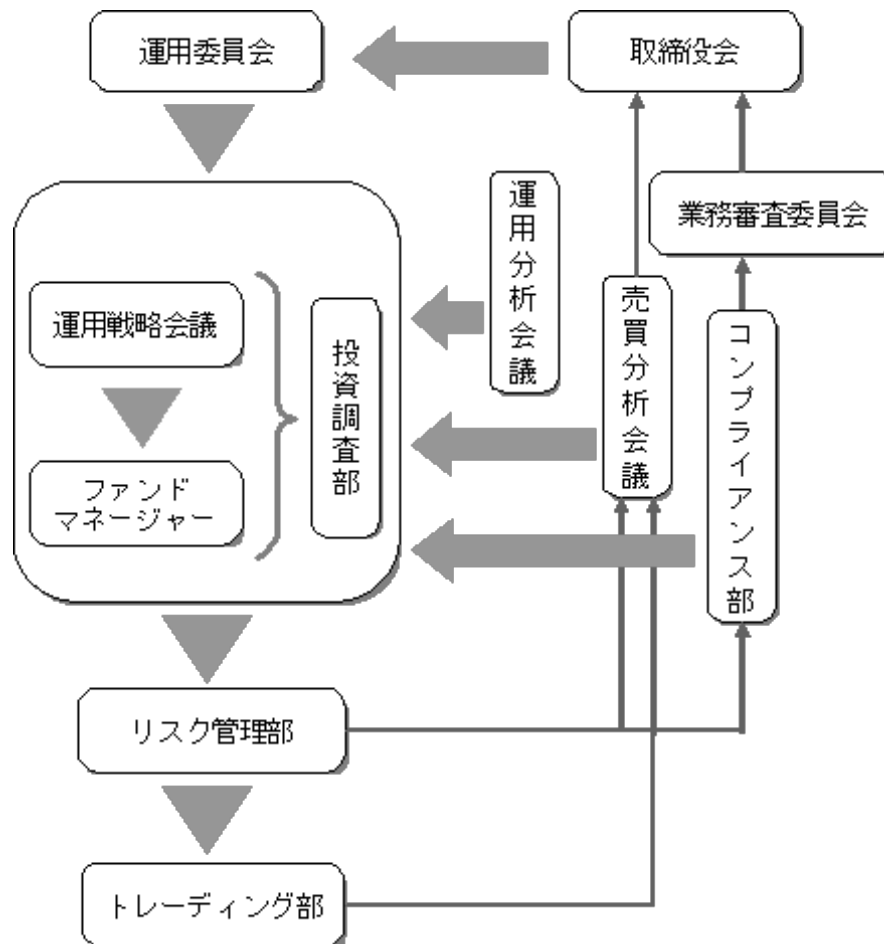 運用委員会
取締役会
運用分析会議
業務審査委員会
運用戦略会議
投資調査部
売買分析会議
コンプライアンス部
ファンド
マネージャー
リスク管理部
トレーディング部